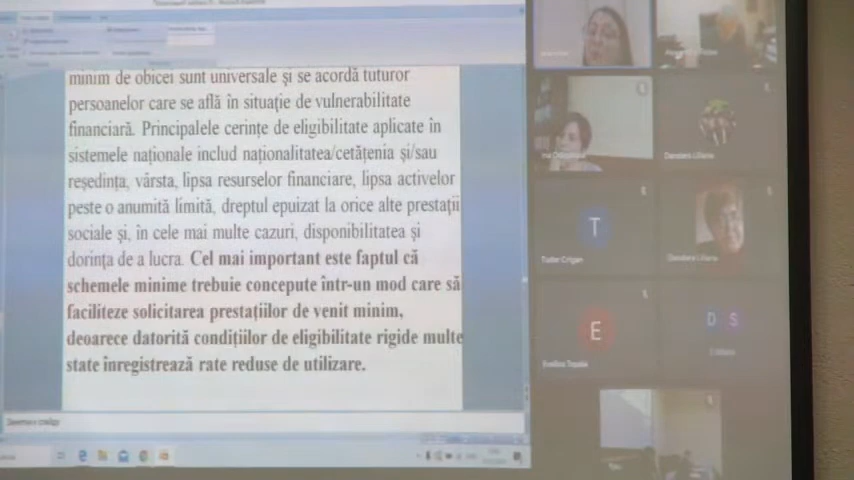 minim de obicei sunt universale și se acordă tuturor
persoanelor care se află în situație de vulnerabilitate
financiară. Principalele cerințe de eligibilitate aplicate în
sistemele naționale includ naționalitatea/cetățenia și/sau
reședința, vârsta, lipsa resurselor financiare, lipsa activelor
peste o anumită limită, dreptul epuizat la orice alte prestații
sociale și, în cele mai multe cazuri, disponibilitatea și
dorința de a lucra. Cel mai important este faptul că
schemele minime trebuie concepute într-un mod care să
faciliteze solicitarea prestațiilor de venit minim,
deoarece datorită condițiilor de eligibilitate rigide multe
state înregistrează rate reduse de utilizare.
Dandara Liliana
T
Tudor Crigan
E
D S